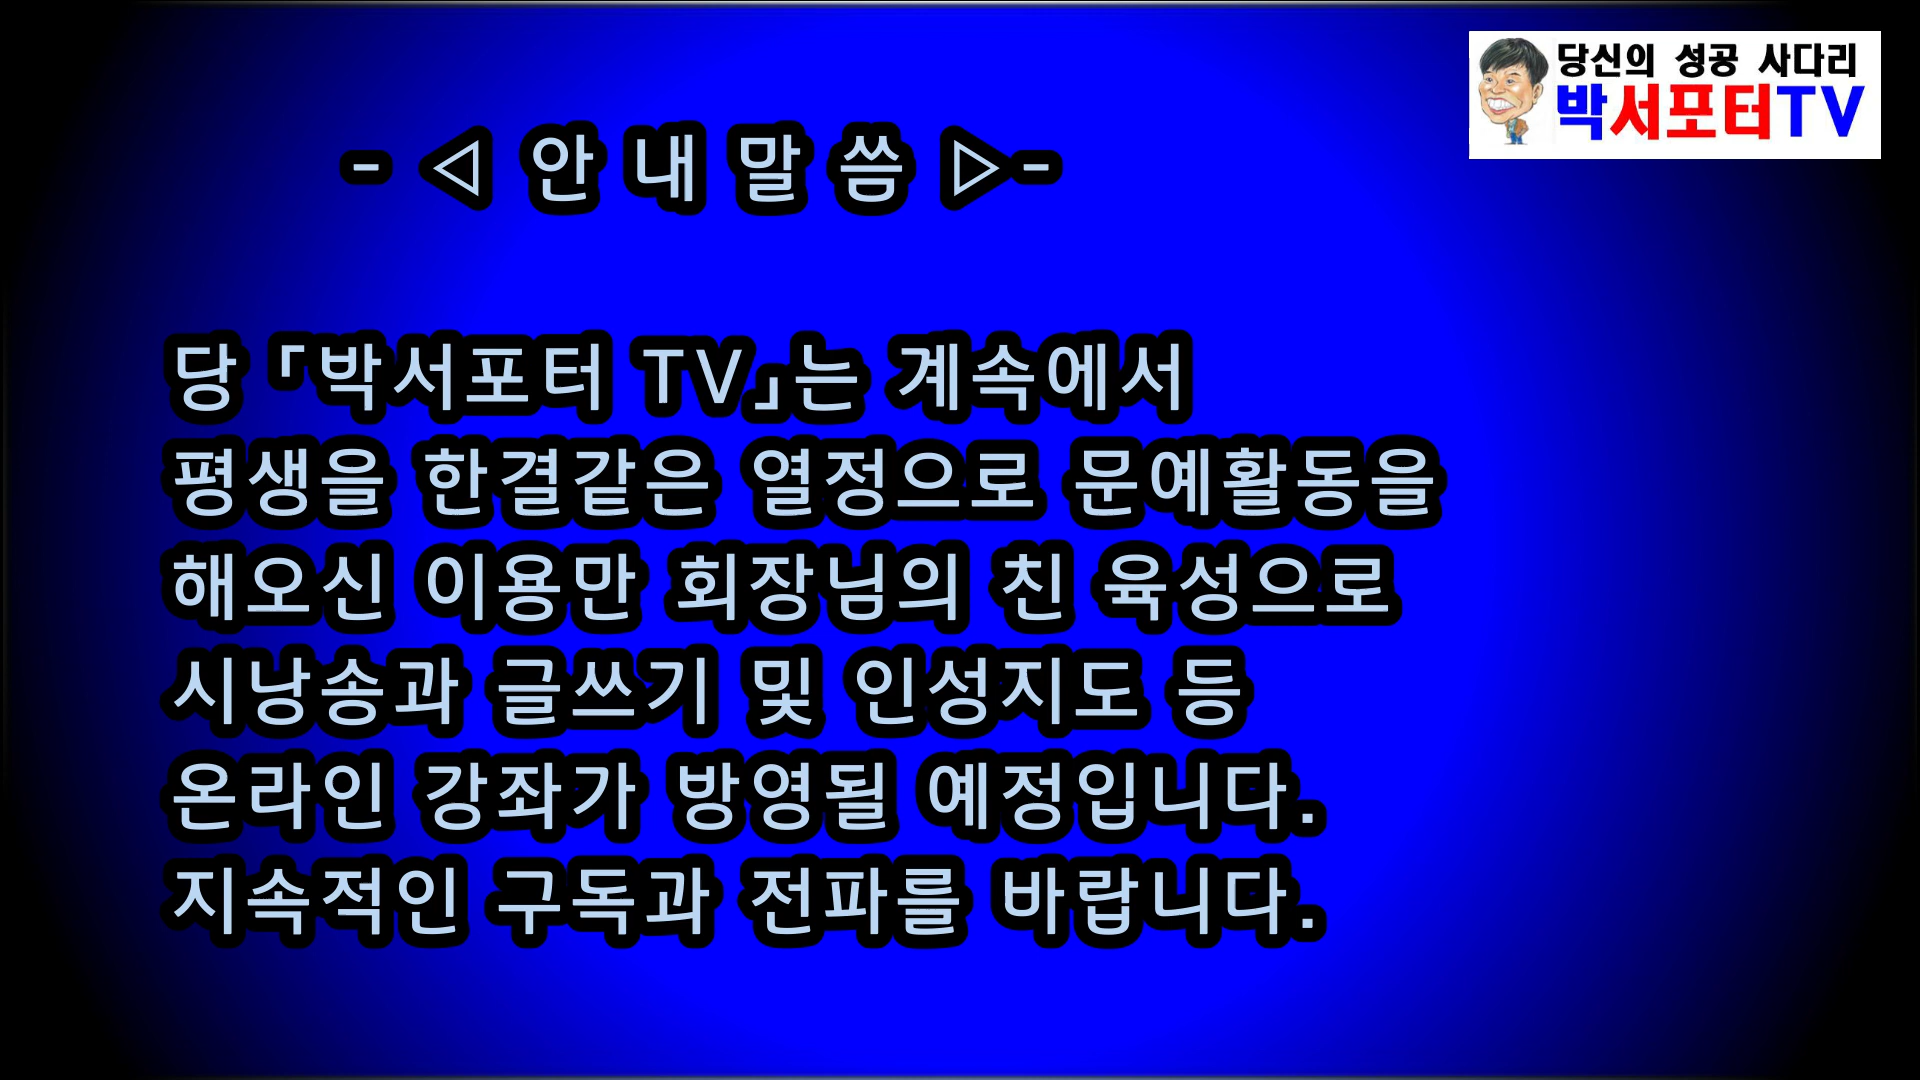 당신의 성공 사다리
박서포터TV
- ◁ 안 내 말 씀 ▷-
당 「박서포터 TV」는 계속에서
평생을 한결같은 열정으로 문예활동을
해오신 이용만 회장님의 친 육성으로
시낭송과 글쓰기 및 인성지도 등
온라인 강좌가 방영될 예정입니다.
지속적인 구독과 전파를 바랍니다.